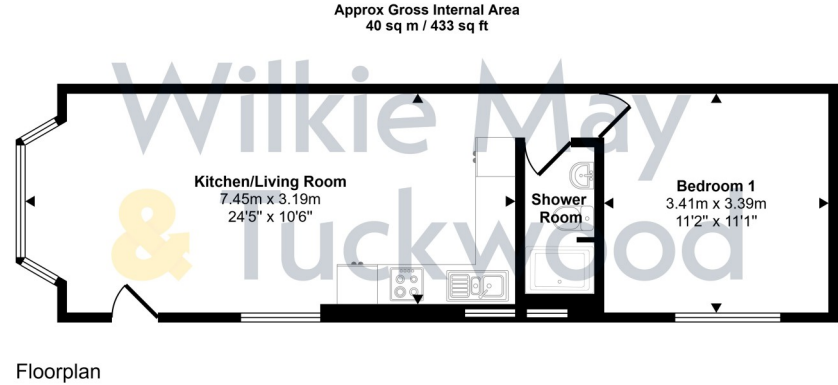 Approx Gross Internal Area
40 sq m / 433 sq ft
Wilkie May
& Tuckwood
Kitchen/Living Room
7.45m x 3.19m
24'5" x 10'6"
Shower
Room
Bedroom 1
3.41m x 3.39m
11'2" x 11'1"
Floorplan